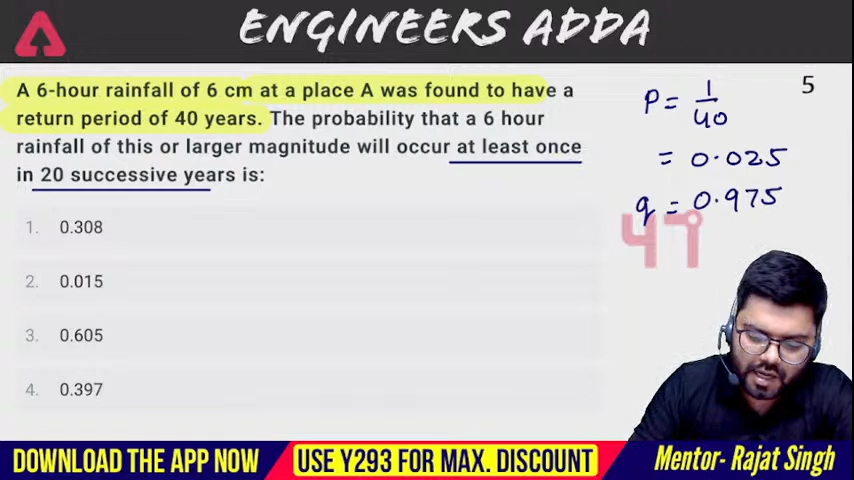 ENGINEERS ADDA
A 6-hour rainfall of 6 cm at a place A was found to have a
return period of 40 years. The probability that a 6 hour
rainfall of this or larger magnitude will occur at least once
in 20 successive years is:
1. 0.308
2. 0.015
3. 0.605
4. 0.397
5
P = 1/40
= 0.025
q = 0.975
DOWNLOAD THE APP NOW
USE Y293 FOR MAX. DISCOUNT
Mentor- Rajat Singh